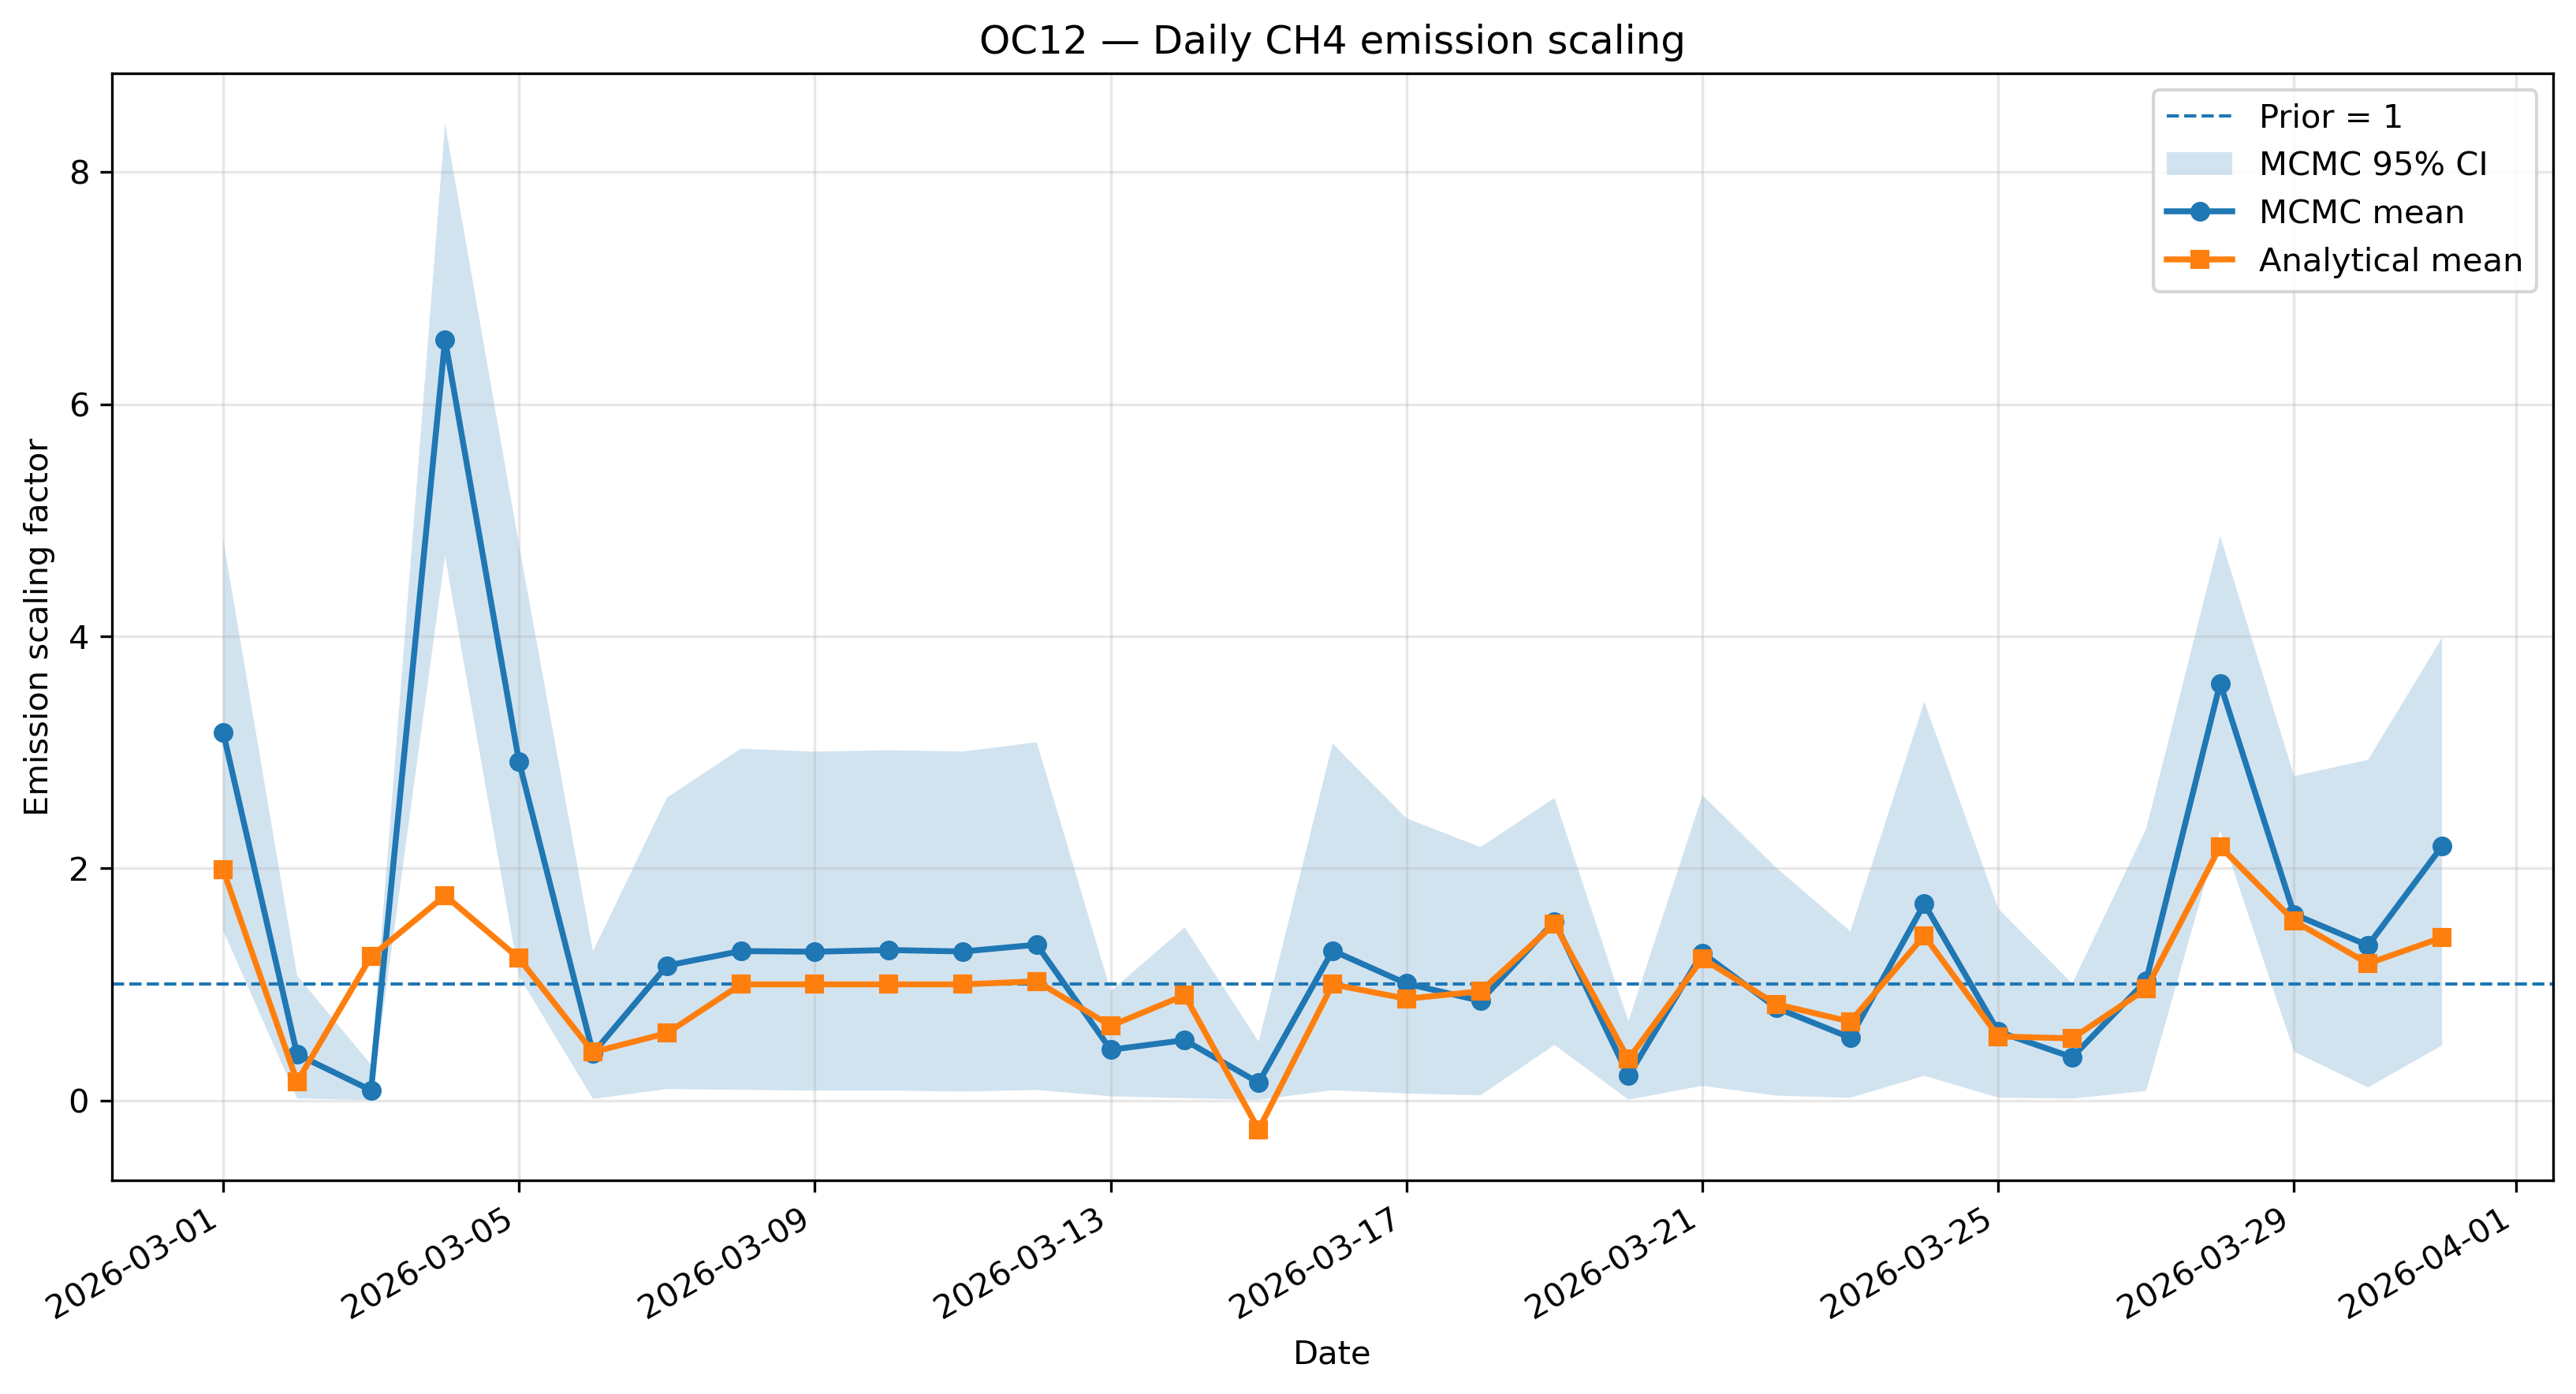 OC12 — Daily CH4 emission scaling
Prior = 1
MCMC 95% CI
MCMC mean
Analytical mean
Emission scaling factor
8
6
4
2
0
2026-03-01
2026-03-05
2026-03-09
2026-03-13
2026-03-17
2026-03-21
2026-03-25
2026-03-29
2026-04-01
Date